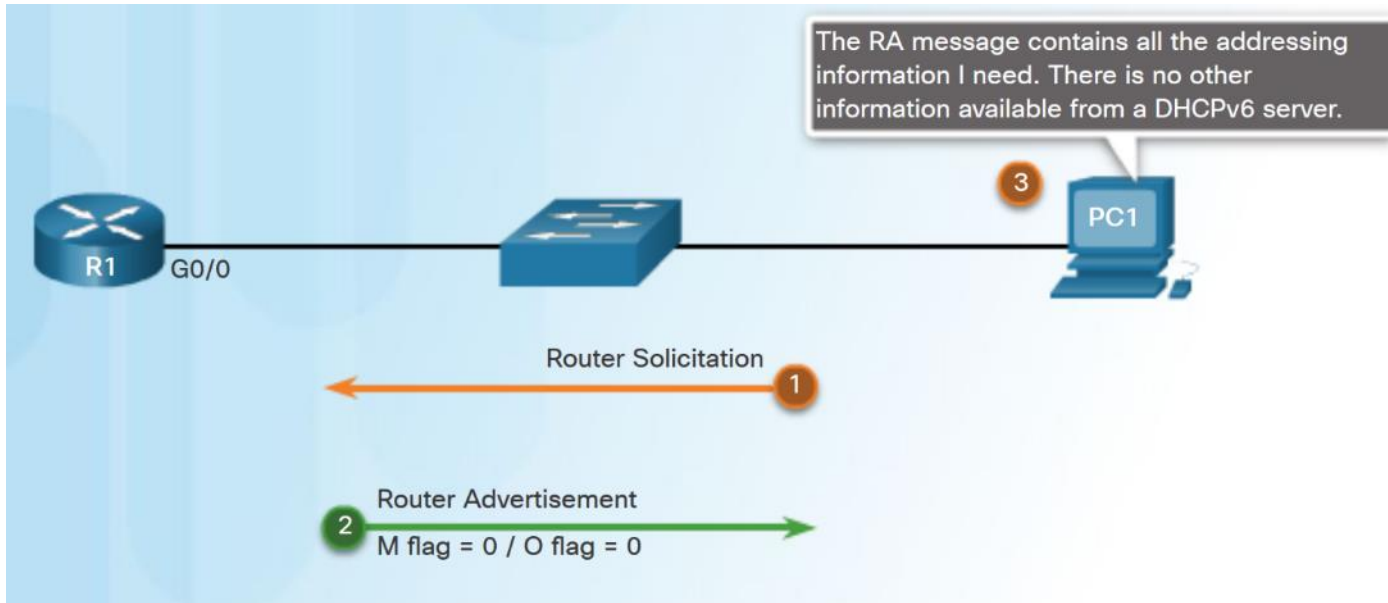 The RA message contains all the addressing
information I need. There is no other
information available from a DHCPv6 server.
3
PC1
R1
G0/0
Router Solicitation
1
Router Advertisement
2
M flag = 0 / O flag = 0